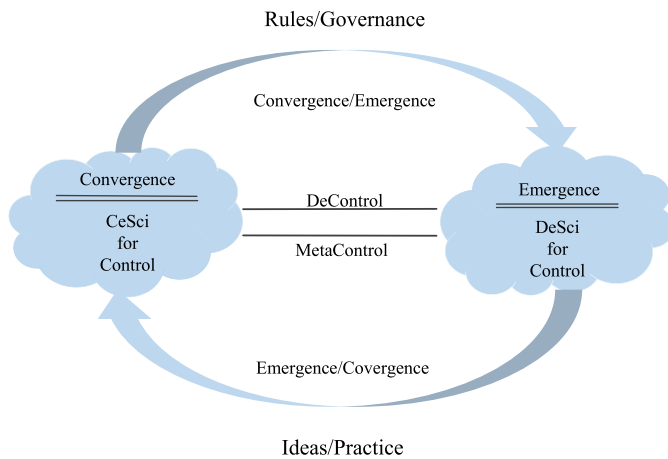 Rules/Governance
Convergence/Emergence
Convergence
CeSci
for
Control
DeControl
MetaControl
Emergence
DeSci
for
Control
Emergence/Covergence
Ideas/Practice